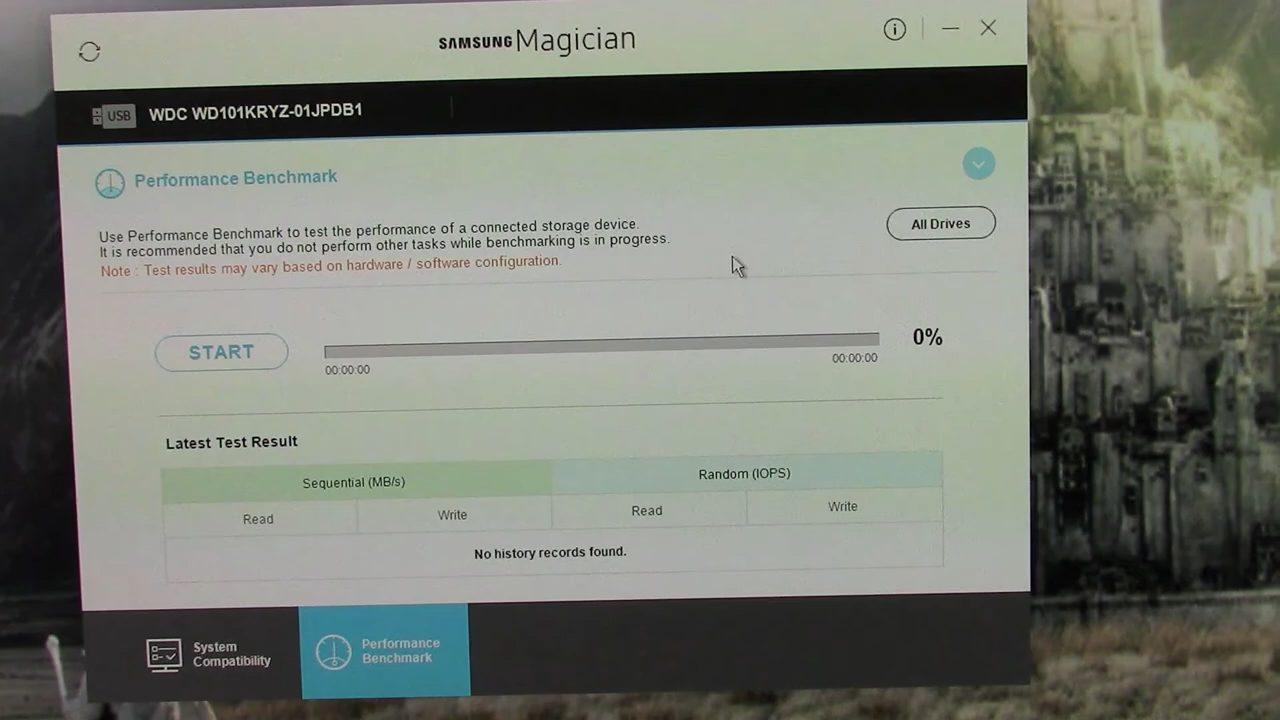 SAMSUNG Magician
USB WDC WD101KRYZ-01JPDB1
Performance Benchmark
Use Performance Benchmark to test the performance of a connected storage device.
It is recommended that you do not perform other tasks while benchmarking is in progress.
Note : Test results may vary based on hardware / software configuration.
All Drives
START
0%
00:00:00
00:00:00
Latest Test Result
Sequential (MB/s)
Random (IOPS)
Read
Write
Read
Write
No history records found.
System
Compatibility
Performance
Benchmark